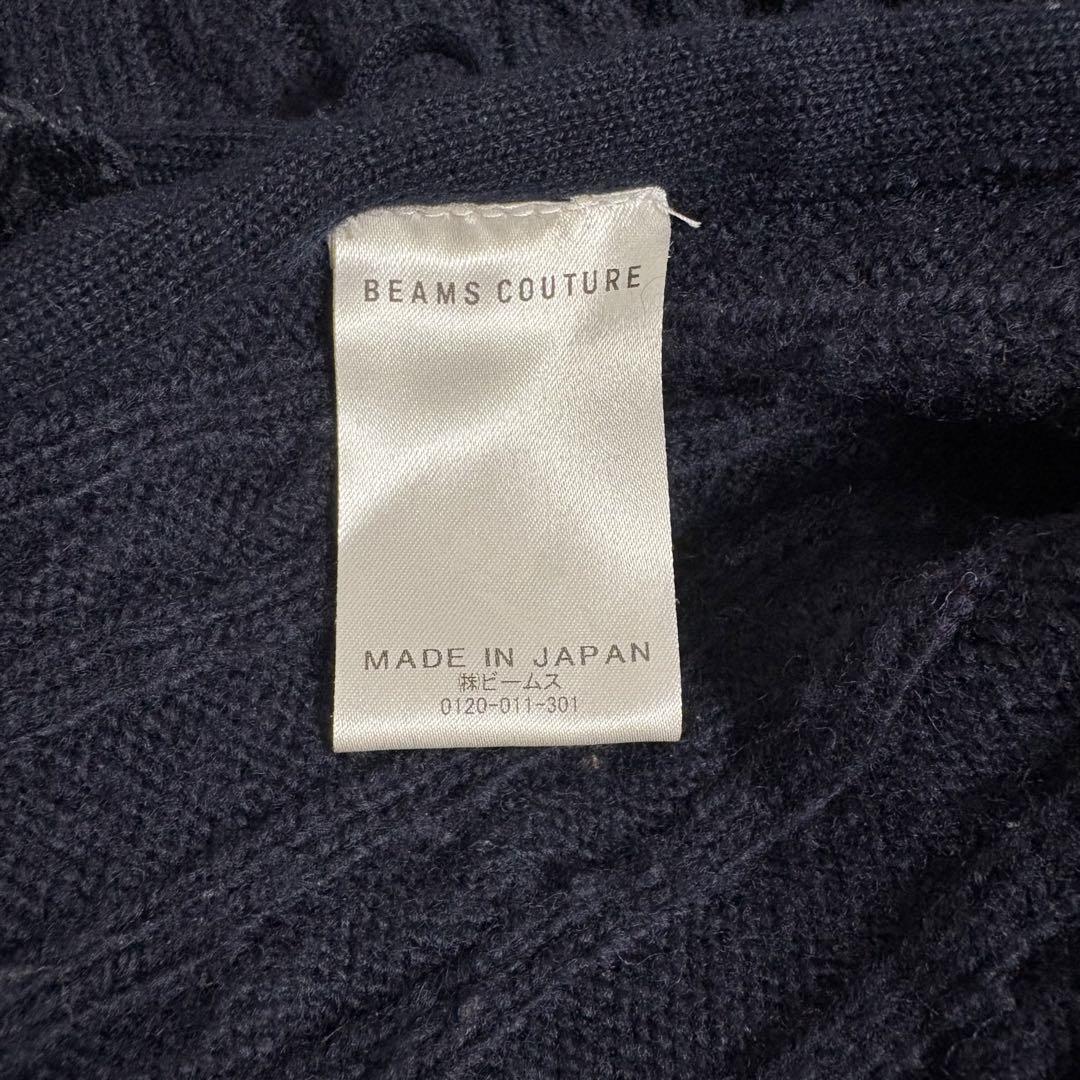 BEAMS COUTURE
MADE IN JAPAN
㈱ビームス
0120-011-301